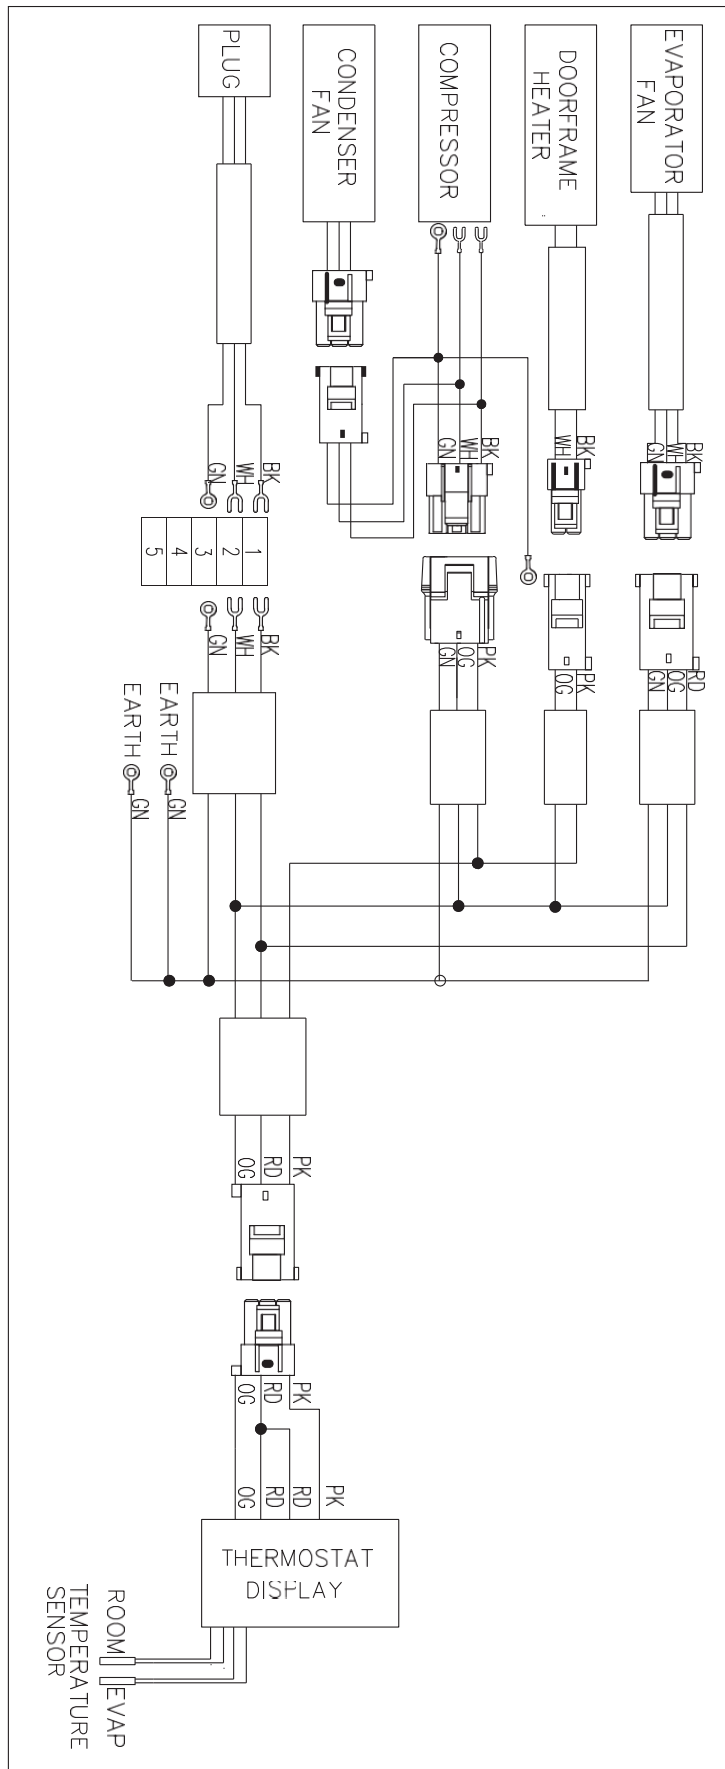 PLUG
CONDENSER
FAN
COMPRESSOR
DOORFRAME
HEATER
EVAPORATOR
FAN
GN
WH
BK
GN
WH
BK
WH
BK
GN
WH
BK
5
4
3
2
1
GN
WH
BK
GN
OG
PK
OG
PK
GN
OG
RD
EARTH
EARTH
GN
GN
OG
RD
PK
OG
RD
PK
OG
RD
RD
PK
THERMOSTAT
DISPLAY
ROOM
EVAP
TEMPERATURE
SENSOR